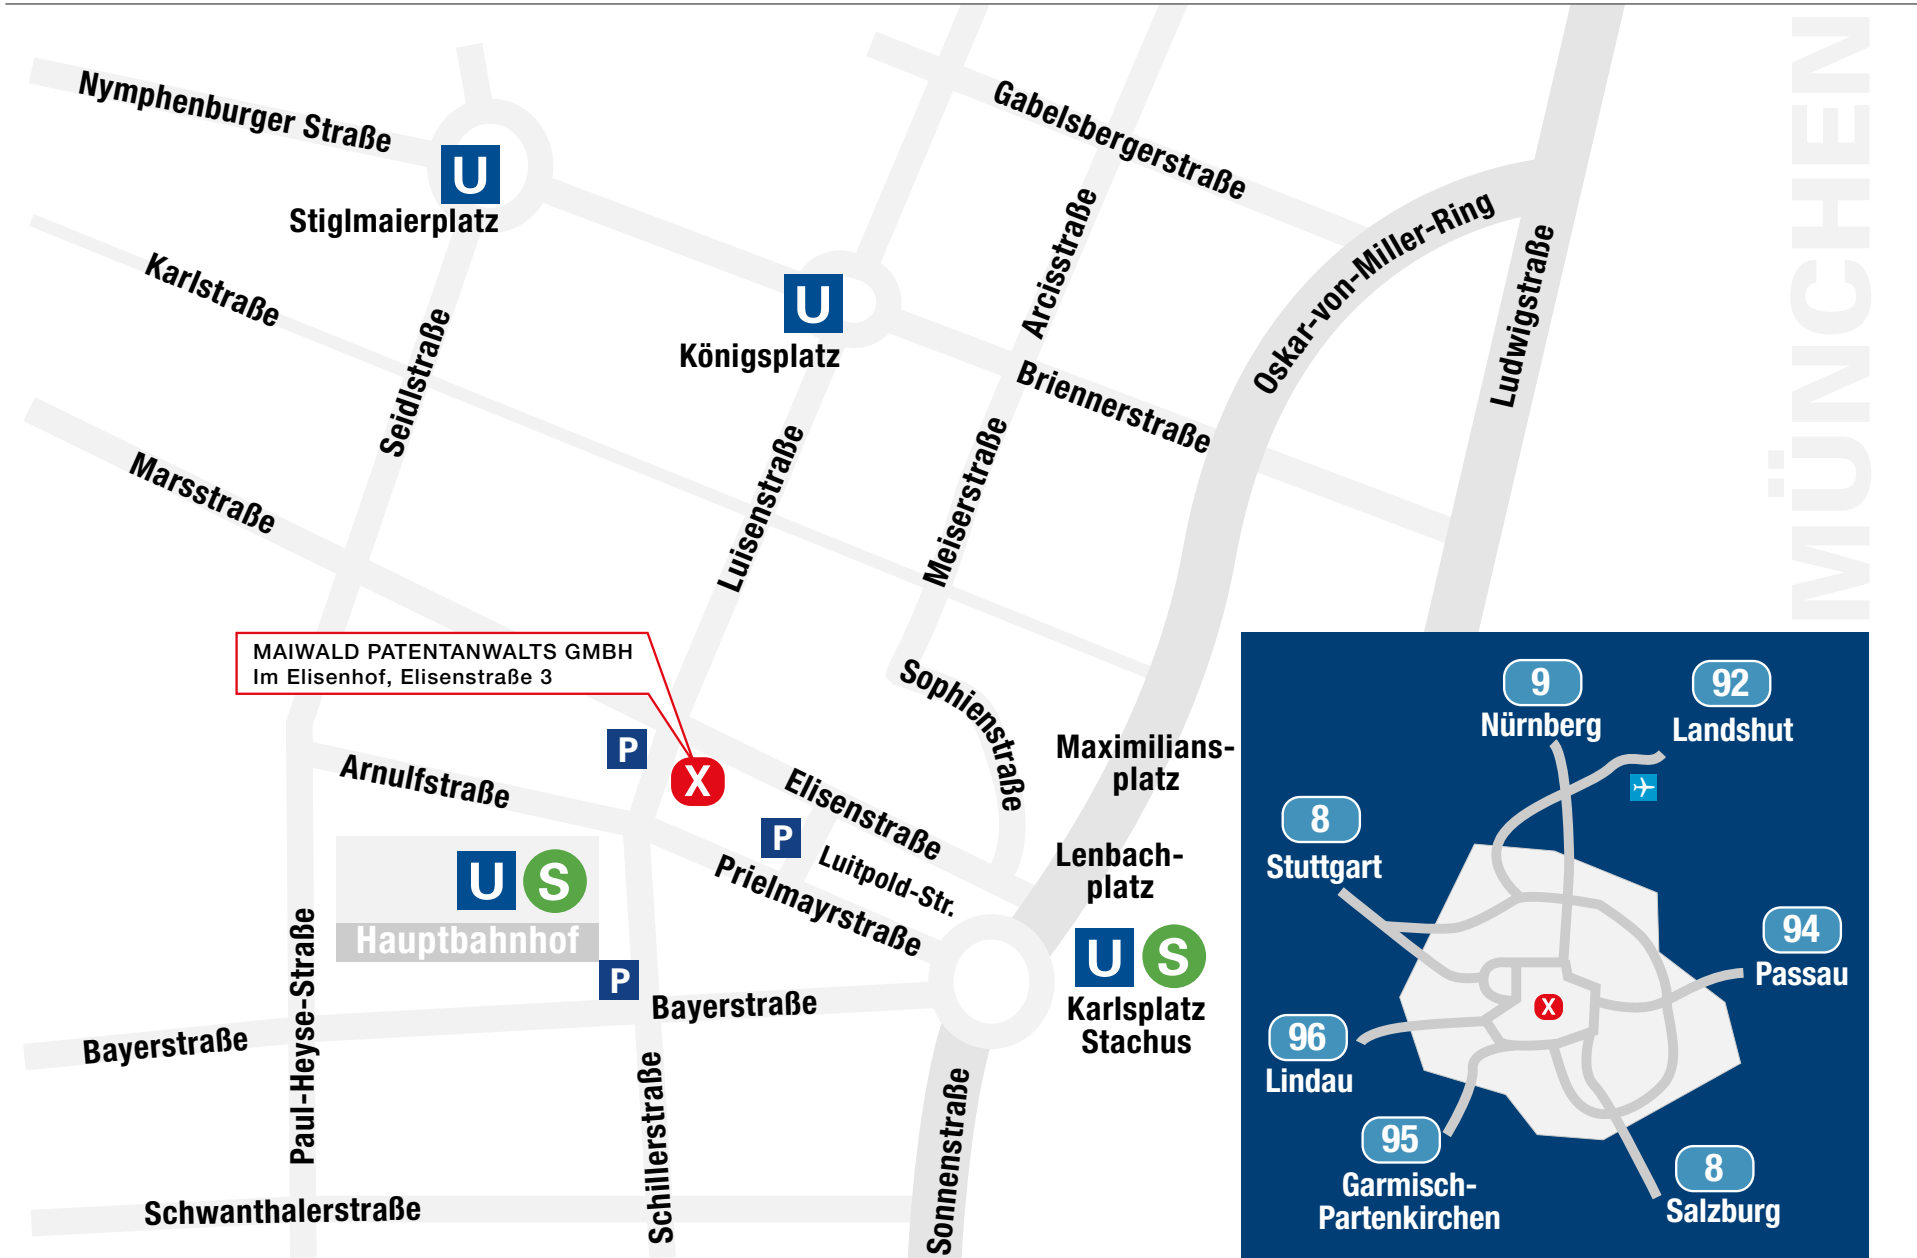 MÜNCHEN
Nymphenburger Straße
Gabelsbergerstraße
U
Stiglmaierplatz
Karlstraße
Arcisstraße
Oskar-von-Miller-Ring
Ludwigstraße
U
Königsplatz
Seidlstraße
Briennerstraße
Marsstraße
Luisenstraße
Meiserstraße
MAIWALD PATENTANWALTS GMBH
Im Elisenhof, Elisenstraße 3
Sophienstraße
P
X
Maximilians-
platz
Arnulfstraße
Elisenstraße
P
Luitpold-Str.
Prielmayrstraße
Lenbach-
platz
U S
Hauptbahnhof
P
U S
Karlsplatz
Stachus
Bayerstraße
Bayerstraße
Paul-Heyse-Straße
Schillerstraße
Sonnenstraße
Schwanthalerstraße
9
Nürnberg
92
Landshut
8
Stuttgart
94
Passau
X
96
Lindau
95
Garmisch-
Partenkirchen
8
Salzburg